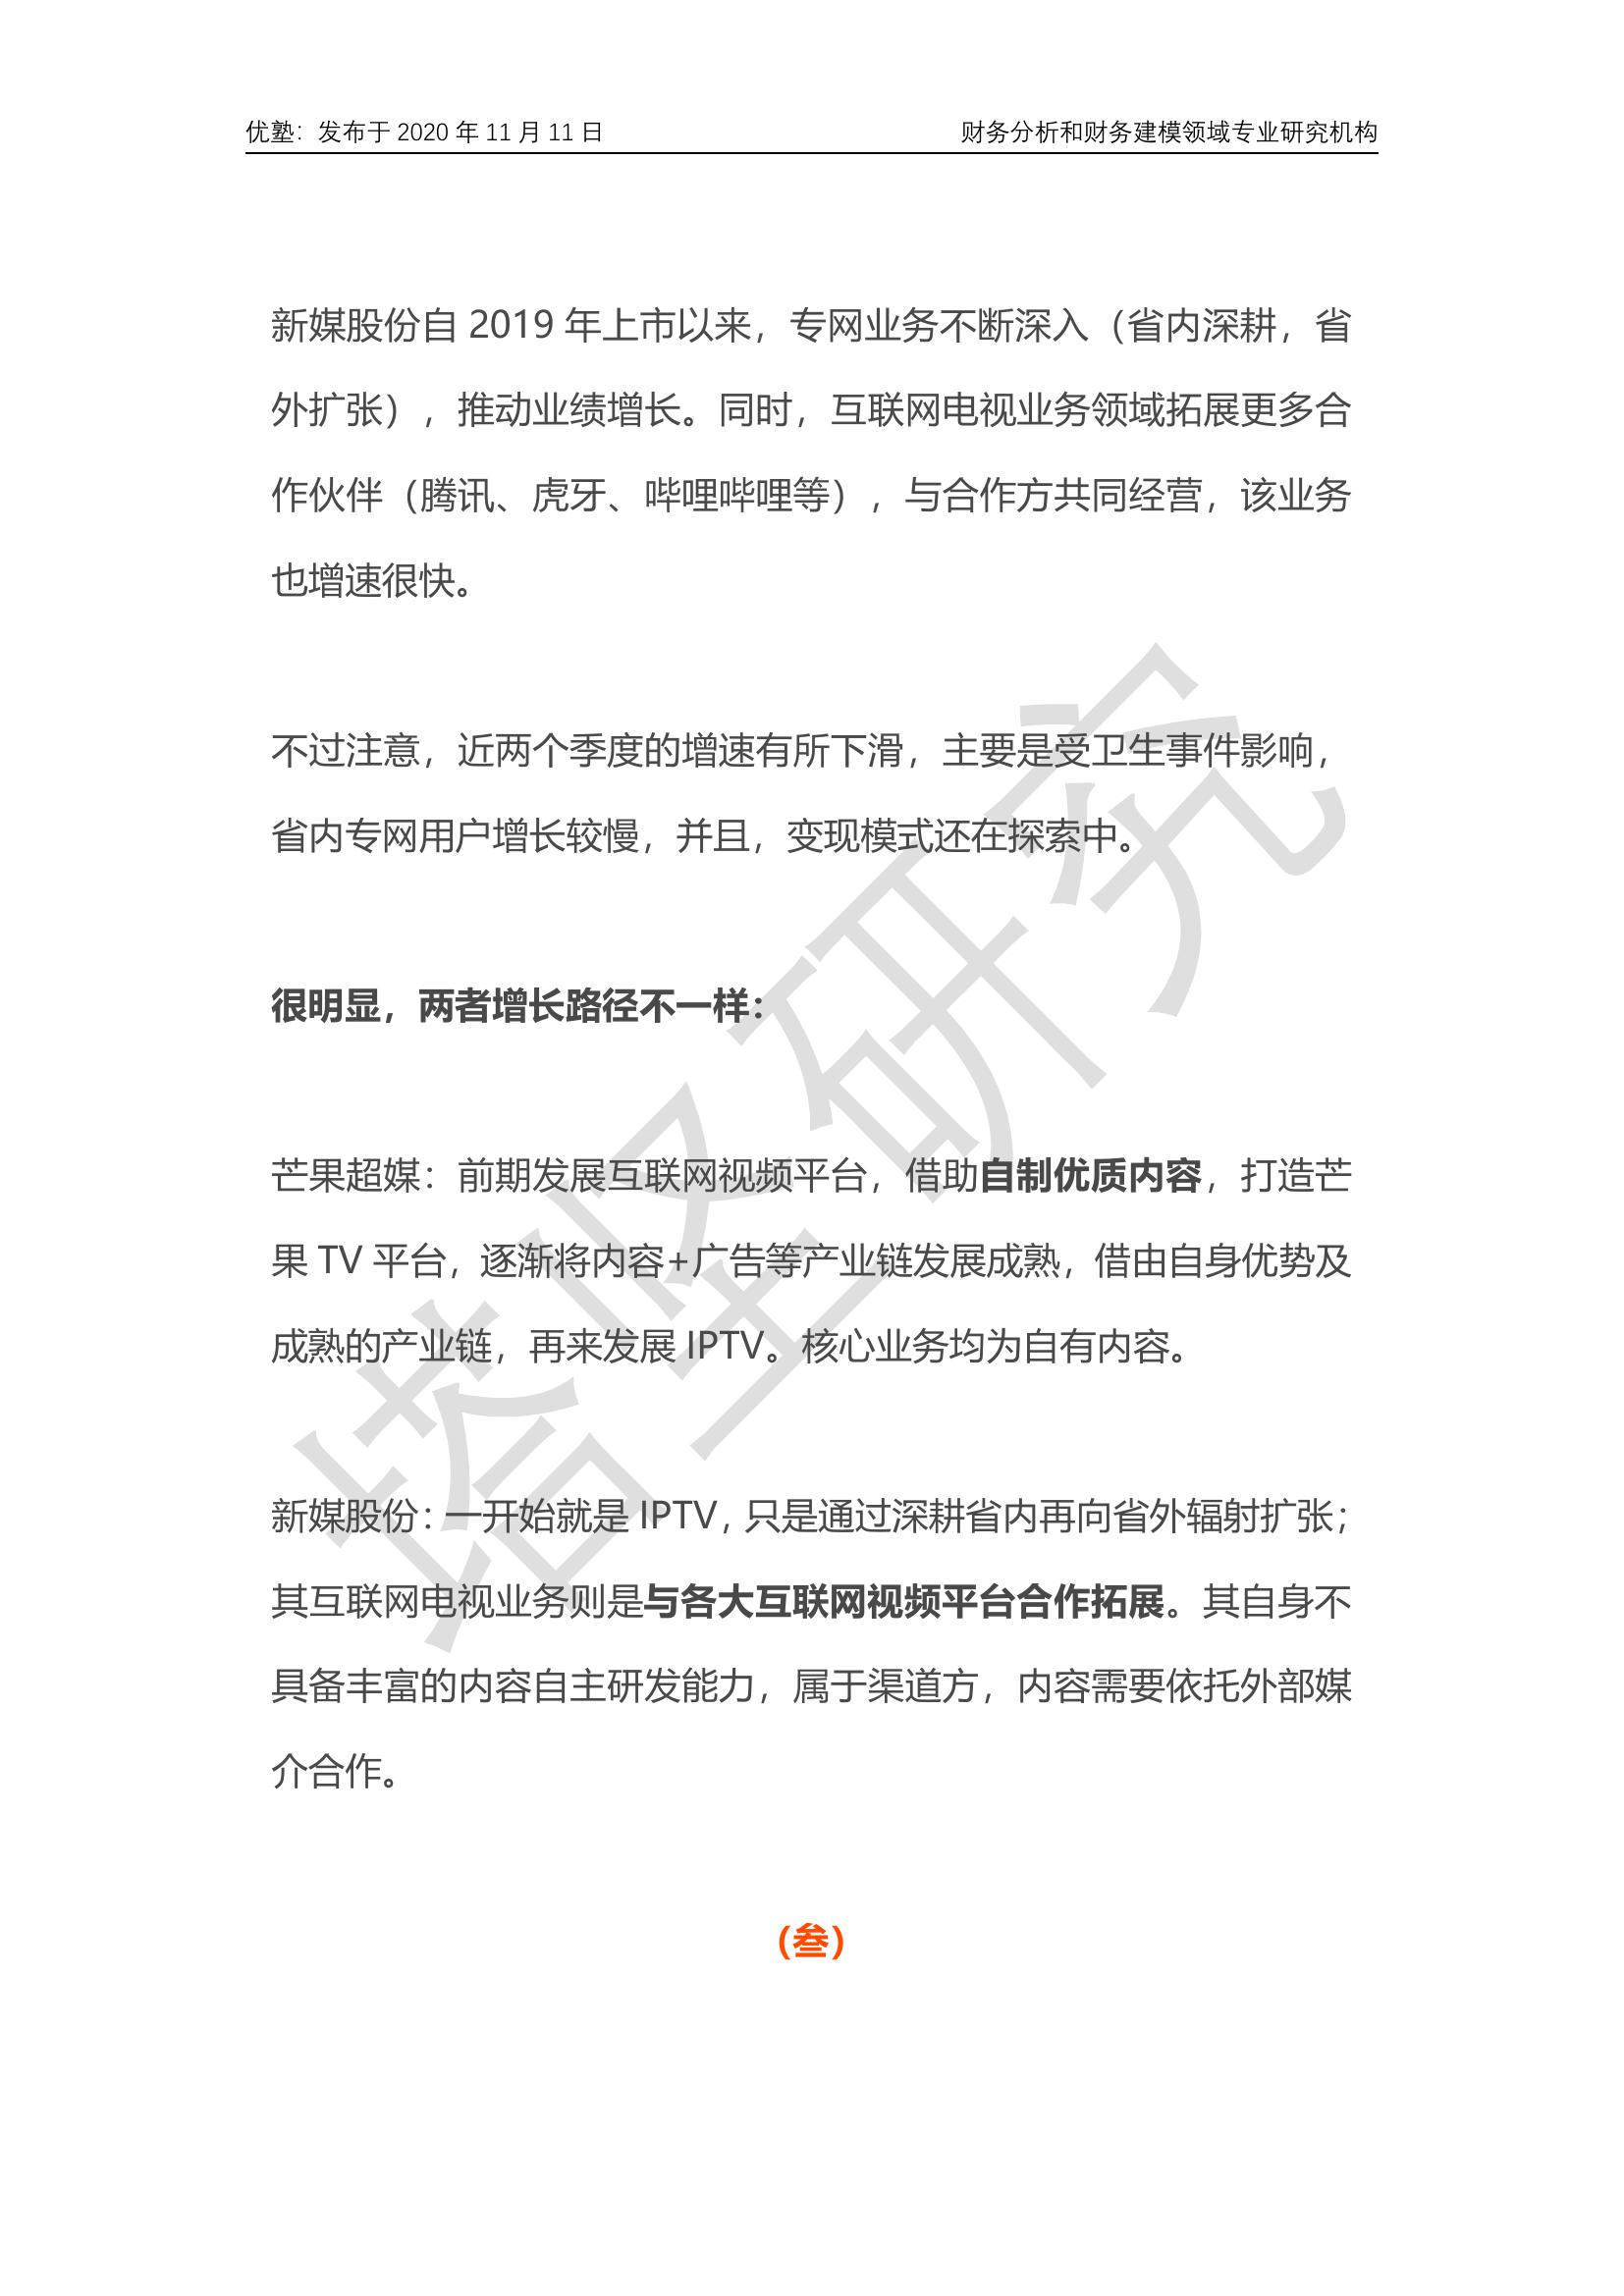 优塾：发布于 2020 年 11 月 11 日 财务分析和财务建模领域专业研究机构
新媒股份自 2019 年上市以来，专网业务不断深入（省内深耕，省
外扩张），推动业绩增长。同时，互联网电视业务领域拓展更多合
作伙伴（腾讯、虎牙、哔哩哔哩等），与合作方共同经营，该业务
也增速很快。
不过注意，近两个季度的增速有所下滑，主要是受卫生事件影响，
省内专网用户增长较慢，并且，变现模式还在探索中。
很明显，两者增长路径不一样：
芒果超媒：前期发展互联网视频平台，借助自制优质内容，打造芒
果 TV 平台，逐渐将内容+广告等产业链发展成熟，借由自身优势及
成熟的产业链，再来发展 IPTV。核心业务均为自有内容。
新媒股份：一开始就是 IPTV，只是通过深耕省内再向省外辐射扩张；
其互联网电视业务则是与各大互联网视频平台合作拓展。其自身不
具备丰富的内容自主研发能力，属于渠道方，内容需要依托外部媒
介合作。
（叁）
塔坚研究